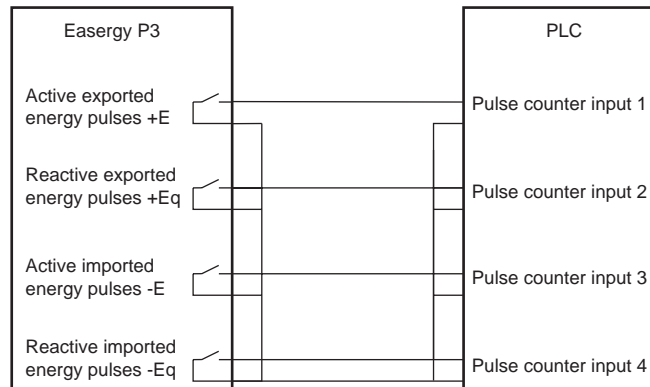 Easergy P3
PLC
Active exported
energy pulses +E
Pulse counter input 1
Reactive exported
energy pulses +Eq
Pulse counter input 2
Active imported
energy pulses -E
Pulse counter input 3
Reactive imported
energy pulses -Eq
Pulse counter input 4